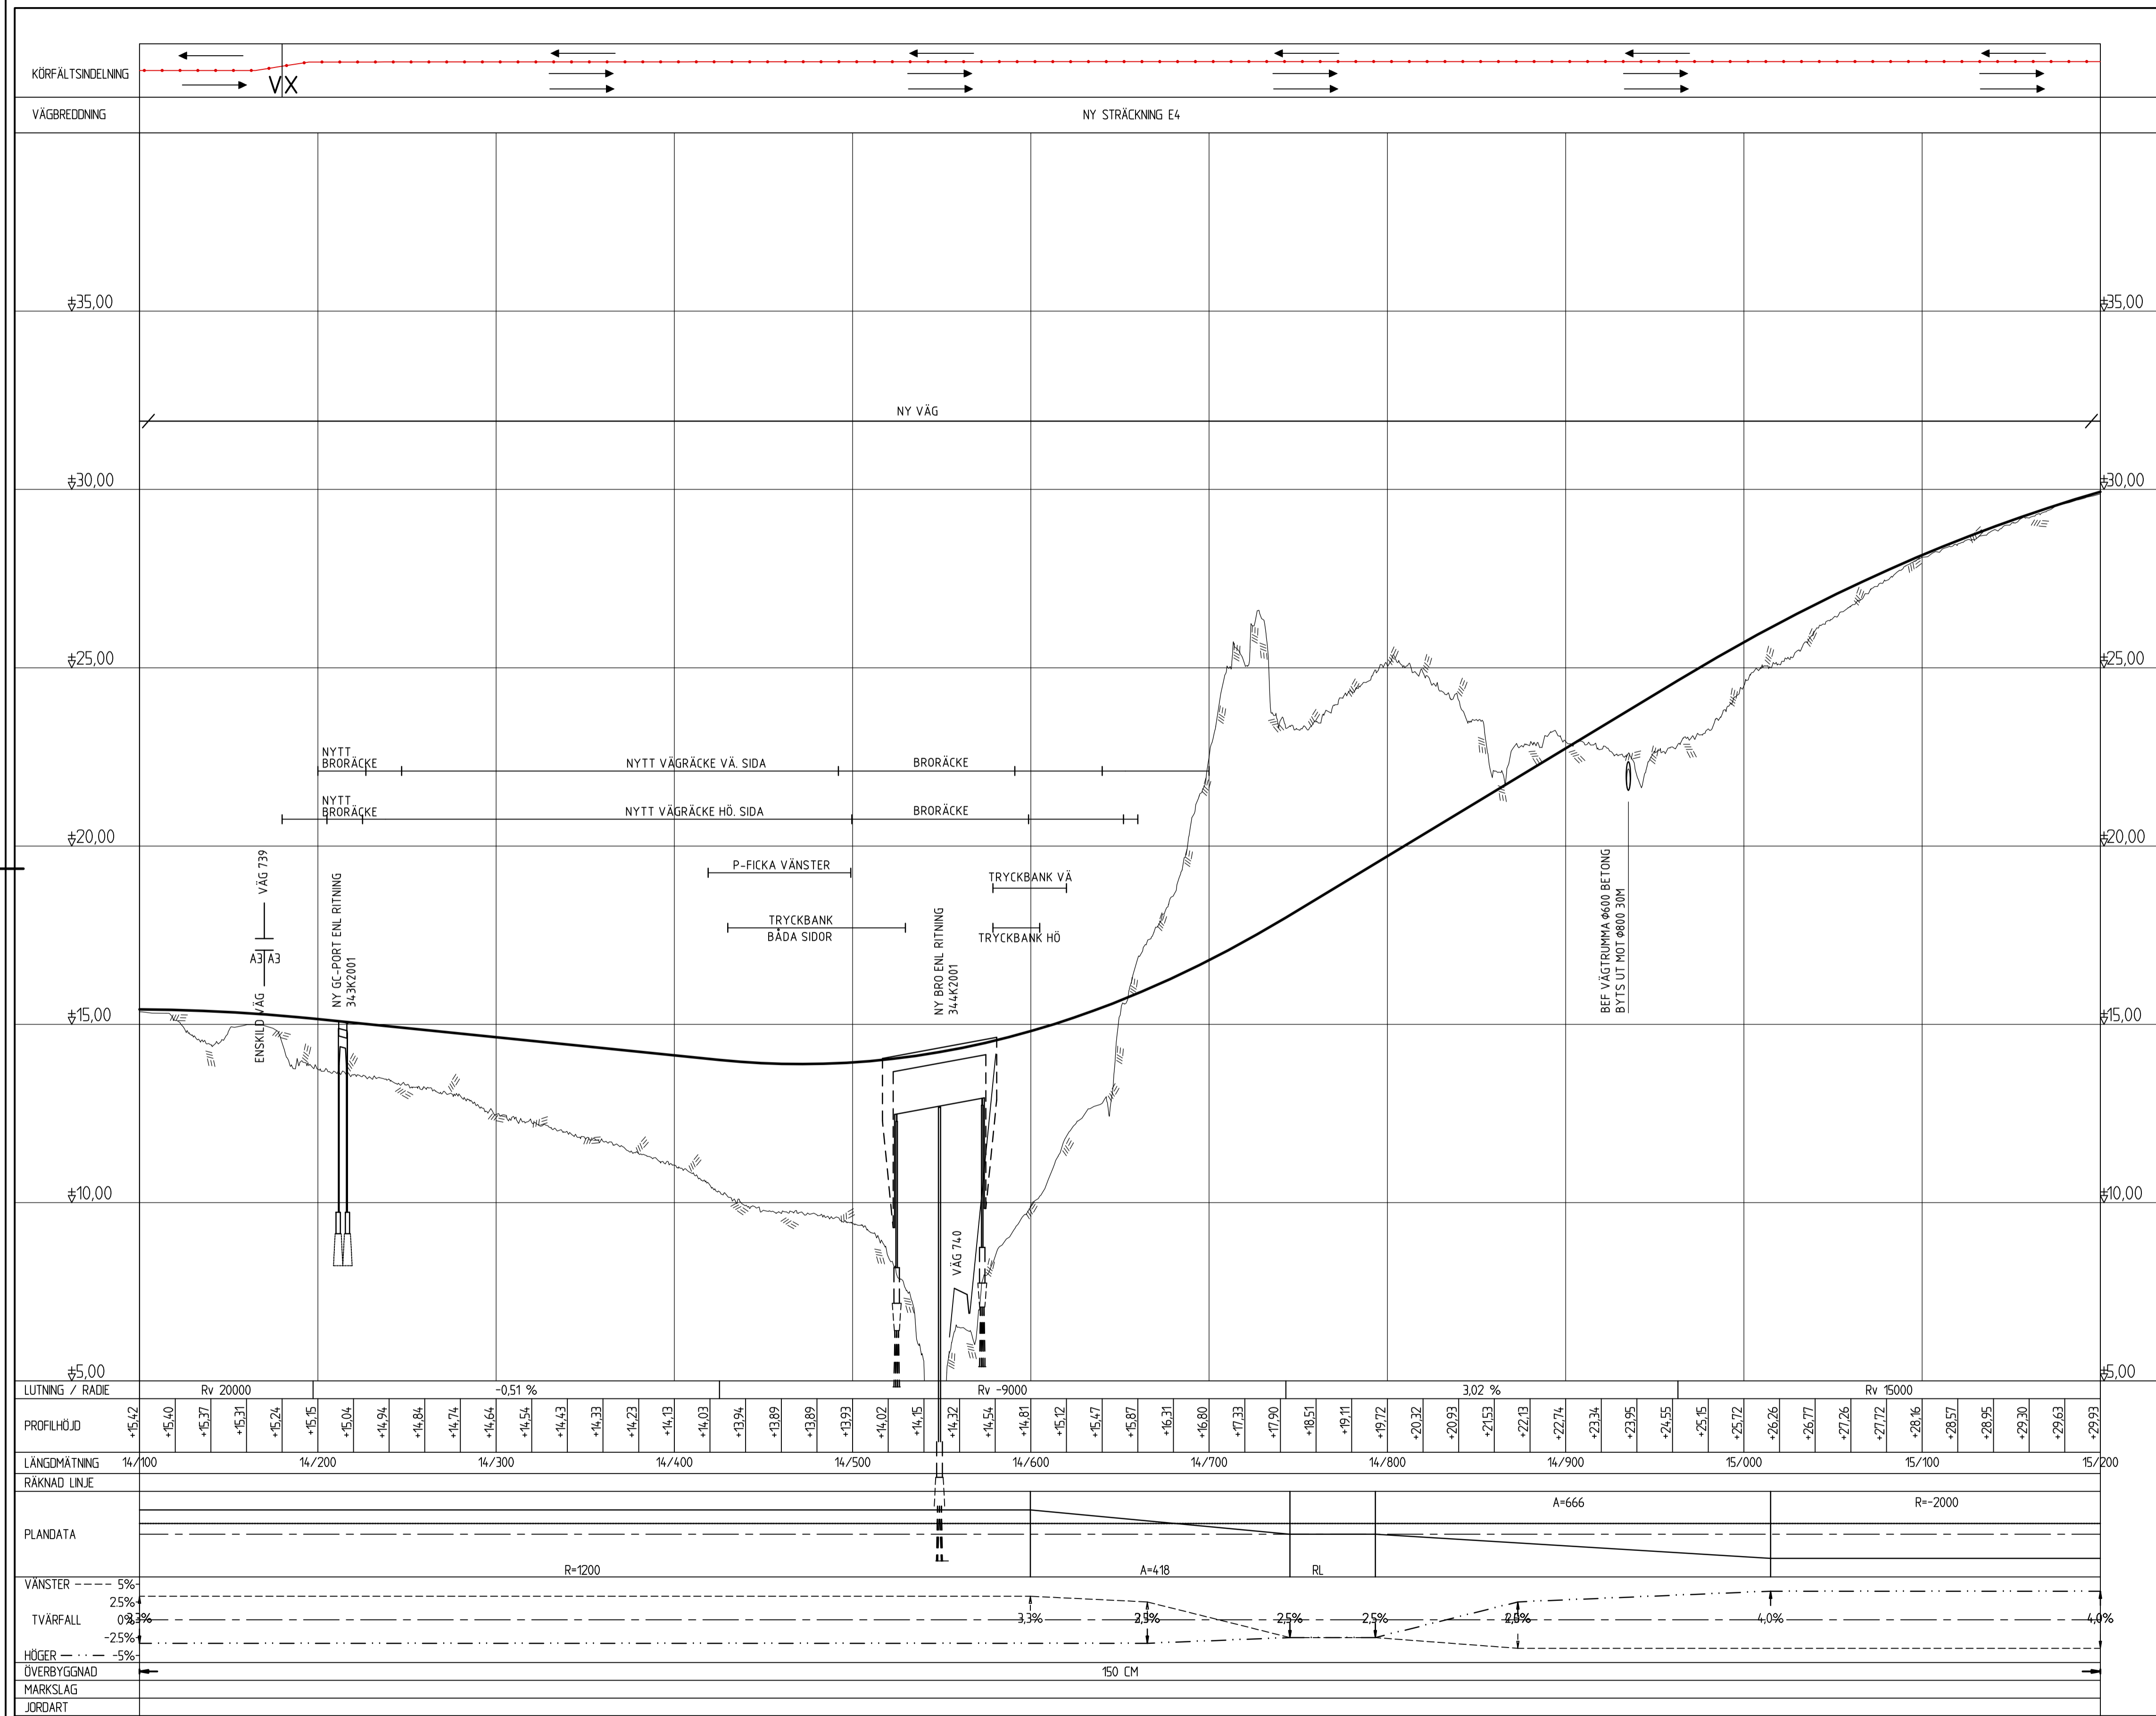 KÖRFÄLTSINDELNING
VX
VÄGBREDDNING
NY STRÄCKNING E4
+35,00 +35,00
NY VÄG
+30,00 +30,00
+25,00 +25,00
NYTT
BRORÄCKE
NYTT VÄGRÄCKE VÄ. SIDA
BRORÄCKE
NYTT
BRORÄCKE
NYTT VÄGRÄCKE HÖ. SIDA
BRORÄCKE
+20,00 +20,00
P-FICKA VÄNSTER
TRYCKBANK VÄ
TRYCKBANK
BÅDA SIDOR
TRYCKBANK HÖ
VÄG 739
A3 A3
ENSKILD VÄG
NY GC-PORT ENL RITNING
343K2001
NY BRO ENL RITNING
344K2001
BEF VÄGTRUMMA Φ600 BETONG
BYTS UT MOT Φ800 30M
+15,00 +15,00
+10,00 +10,00
VÄG 740
+5,00 +5,00
LUTNING / RADIE Rv 20000 -0,51 % Rv -9000 3,02 % Rv 15000
PROFILHÖJD +15,42 +15,40 +15,37 +15,31 +15,24 +15,15 +15,04 +14,94 +14,84 +14,74 +14,64 +14,54 +14,43 +14,33 +14,23 +14,13 +14,03 +13,94 +13,89 +13,89 +13,93 +14,02 +14,15 +14,32 +14,54 +14,81 +15,12 +15,47 +15,87 +16,31 +16,80 +17,33 +17,90 +18,51 +19,11 +19,72 +20,32 +20,93 +21,53 +22,13 +22,74 +23,34 +23,95 +24,55 +25,15 +25,72 +26,26 +26,77 +27,26 +27,72 +28,16 +28,57 +28,95 +29,30 +29,63 +29,93
LÄNGDMÄTNING 14/100 14/200 14/300 14/400 14/500 14/600 14/700 14/800 14/900 15/000 15/100 15/200
RÄKNAD LINJE
A=666 R=-2000
PLANDATA
R=1200 A=418 RL
VÄNSTER 5%
2.5%
TVÄRFALL 0% 3,3% 3,3% 2,5% 2,5% 4,0% 4,0%
-2.5%
HÖGER -5%
ÖVERBYGGNAD 150 CM
MARKSLAG
JORDART